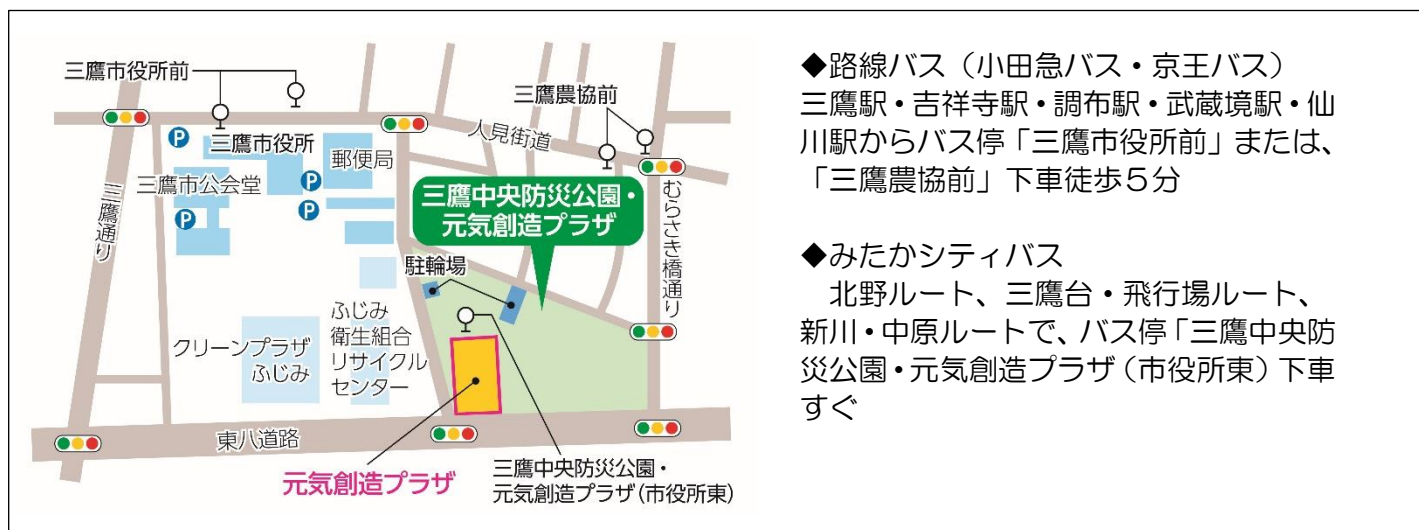 三鷹市役所前
三鷹農協前
人見街道
三鷹市役所
郵便局
三鷹市公会堂
P
P
P
P
三鷹通り
三鷹中央防災公園・
元気創造プラザ
むらさき橋通り
駐輪場
クリーンプラザ
ふじみ
ふじみ
衛生組合
リサイクル
センター
東八道路
元気創造プラザ
三鷹中央防災公園・
元気創造プラザ(市役所東)
◆路線バス（小田急バス・京王バス）
三鷹駅・吉祥寺駅・調布駅・武蔵境駅・仙
川駅からバス停「三鷹市役所前」または、
「三鷹農協前」下車徒歩５分
◆みたかシティバス
北野ルート、三鷹台・飛行場ルート、
新川・中原ルートで、バス停「三鷹中央防
災公園・元気創造プラザ（市役所東）下車
すぐ